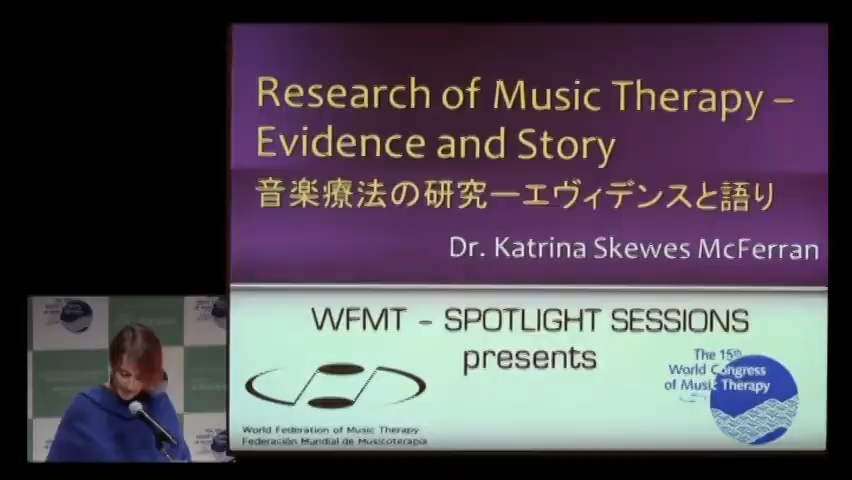 Research of Music Therapy –
Evidence and Story
音楽療法の研究—エヴィデンスと語り
Dr. Katrina Skewes McFerran
WFMT - SPOTLIGHT SESSIONS
presents
The 15th
World Congress
of Music Therapy
World Federation of Music Therapy
Federación Mundial de Musicoterapia